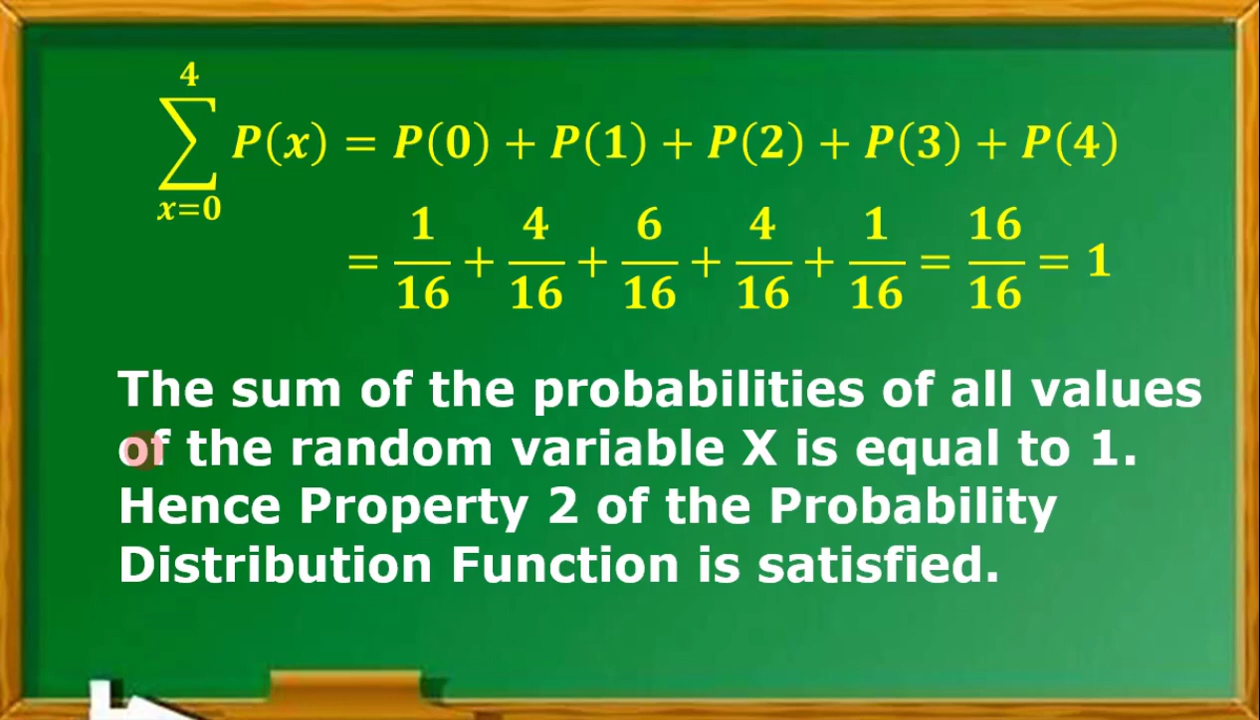 4
∑ P(x) = P(0) + P(1) + P(2) + P(3) + P(4)
x=0
= 1/16 + 4/16 + 6/16 + 4/16 + 1/16 = 16/16 = 1
The sum of the probabilities of all values
of the random variable X is equal to 1.
Hence Property 2 of the Probability
Distribution Function is satisfied.